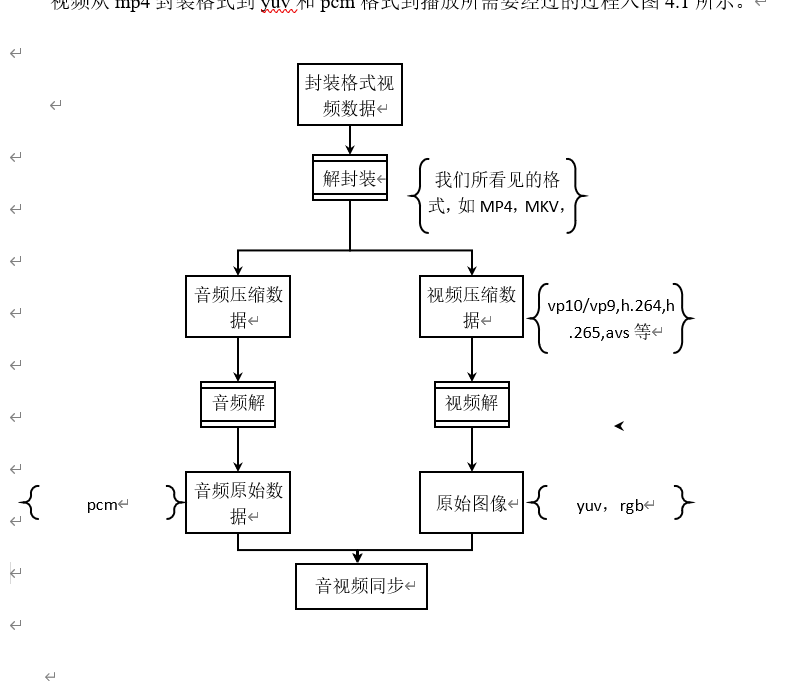 视频从 mp4 封装格式到 yuv 和 pcm 格式到播放所需要经过的过程入图 4.1 所示。
封装格式视
频数据
解封装
我们所看见的格
式，如 MP4，MKV，
音频压缩数
据
视频压缩数
据
vp10/vp9,h.264,h
.265,avs 等
音频解
视频解
pcm
音频原始数
据
原始图像
yuv，rgb
音视频同步